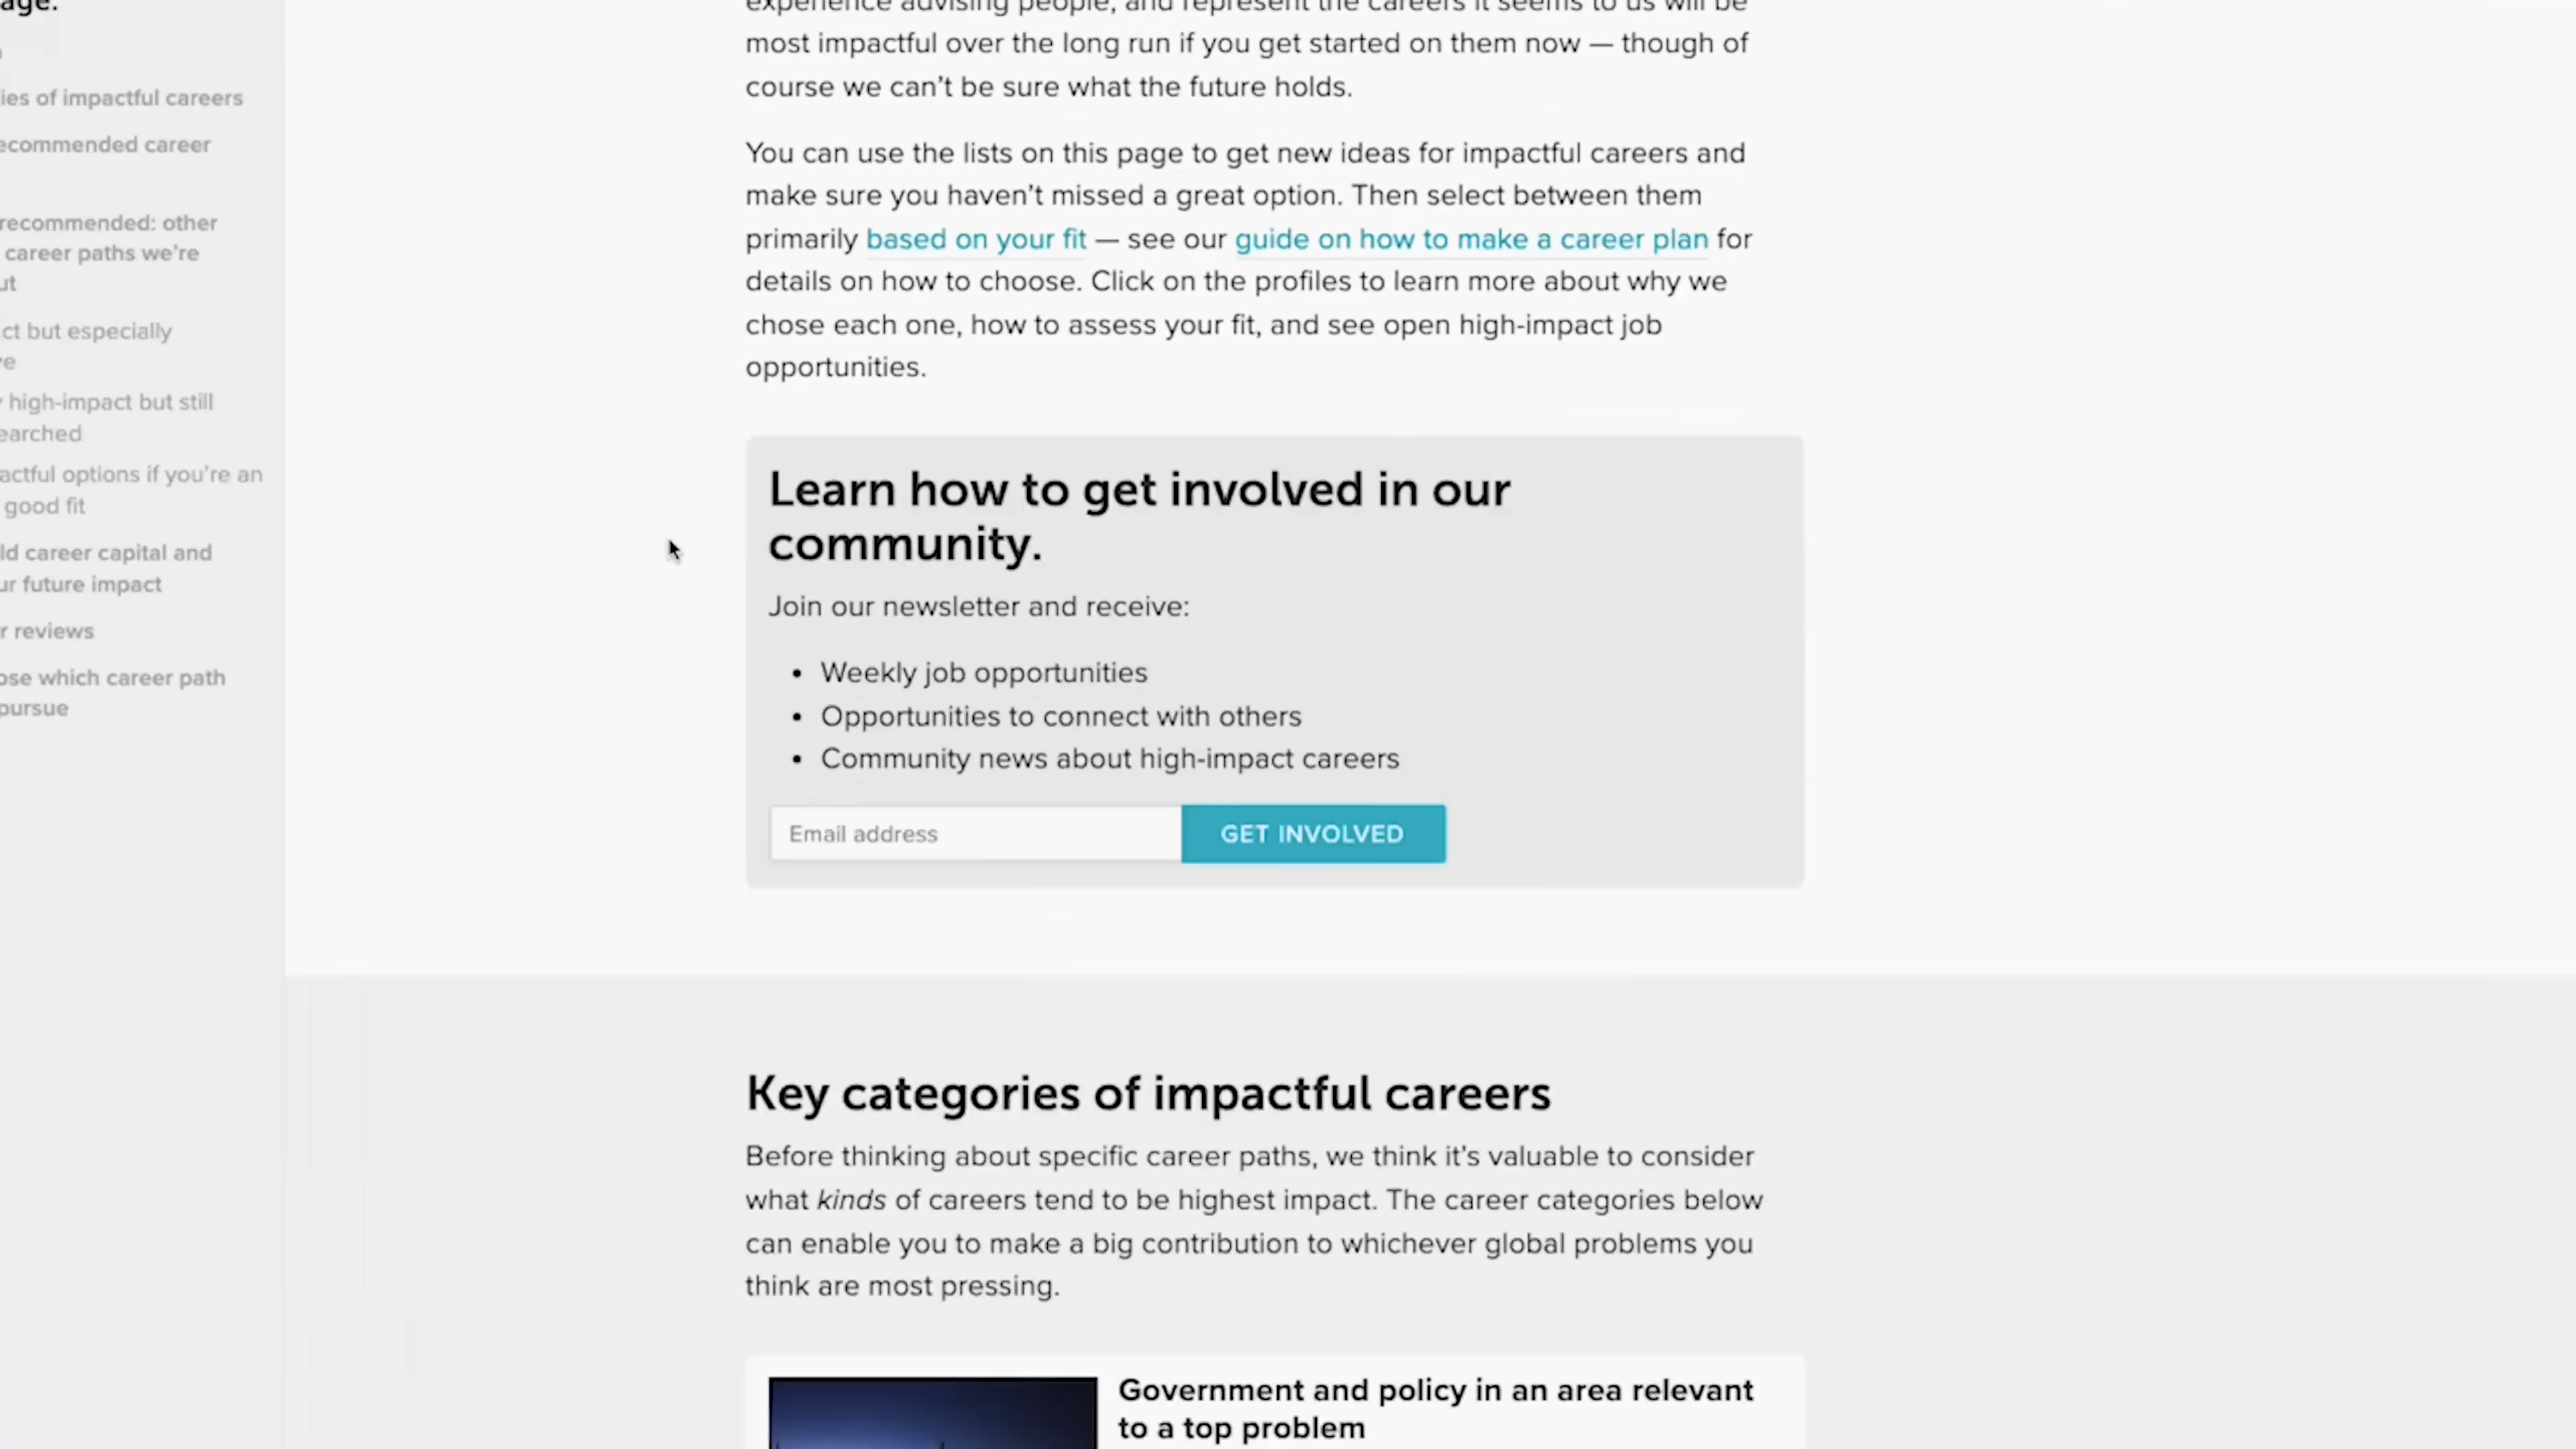 ies of impactful careers
ecommended career
recommended: other
career paths we're
ct but especially
high-impact but still
earched
actful options if you're an
good fit
ld career capital and
ur future impact
r reviews
ose which career path
pursue
experience advising people, and represent the careers it seems to us will be
most impactful over the long run if you get started on them now — though of
course we can't be sure what the future holds.
You can use the lists on this page to get new ideas for impactful careers and
make sure you haven't missed a great option. Then select between them
primarily based on your fit — see our guide on how to make a career plan for
details on how to choose. Click on the profiles to learn more about why we
chose each one, how to assess your fit, and see open high-impact job
opportunities.
Learn how to get involved in our
community.
Join our newsletter and receive:
• Weekly job opportunities
• Opportunities to connect with others
• Community news about high-impact careers
Email address GET INVOLVED
Key categories of impactful careers
Before thinking about specific career paths, we think it's valuable to consider
what kinds of careers tend to be highest impact. The career categories below
can enable you to make a big contribution to whichever global problems you
think are most pressing.
Government and policy in an area relevant
to a top problem